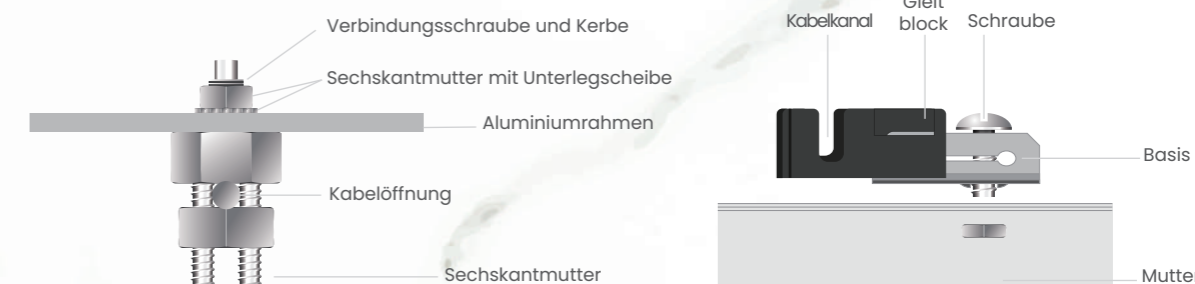 Verbindungsschraube und Kerbe
Sechskantmutter mit Unterlegscheibe
Aluminiumrahmen
Kabelöffnung
Sechskantmutter
Kabelkanal
Gleit
block
Schraube
Basis
Mutter